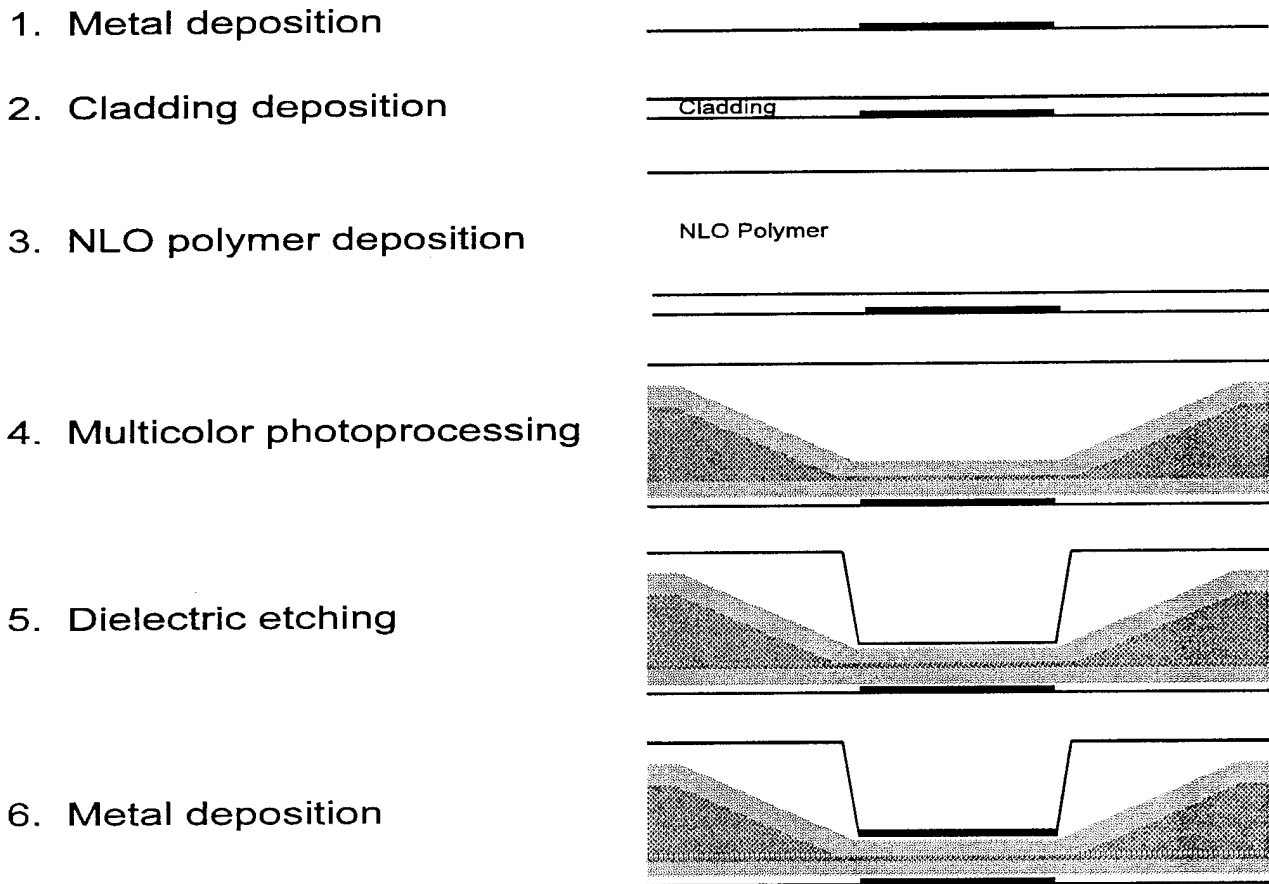 1. Metal deposition
2. Cladding deposition
Cladding
3. NLO polymer deposition
NLO Polymer
4. Multicolor photoprocessing
5. Dielectric etching
6. Metal deposition